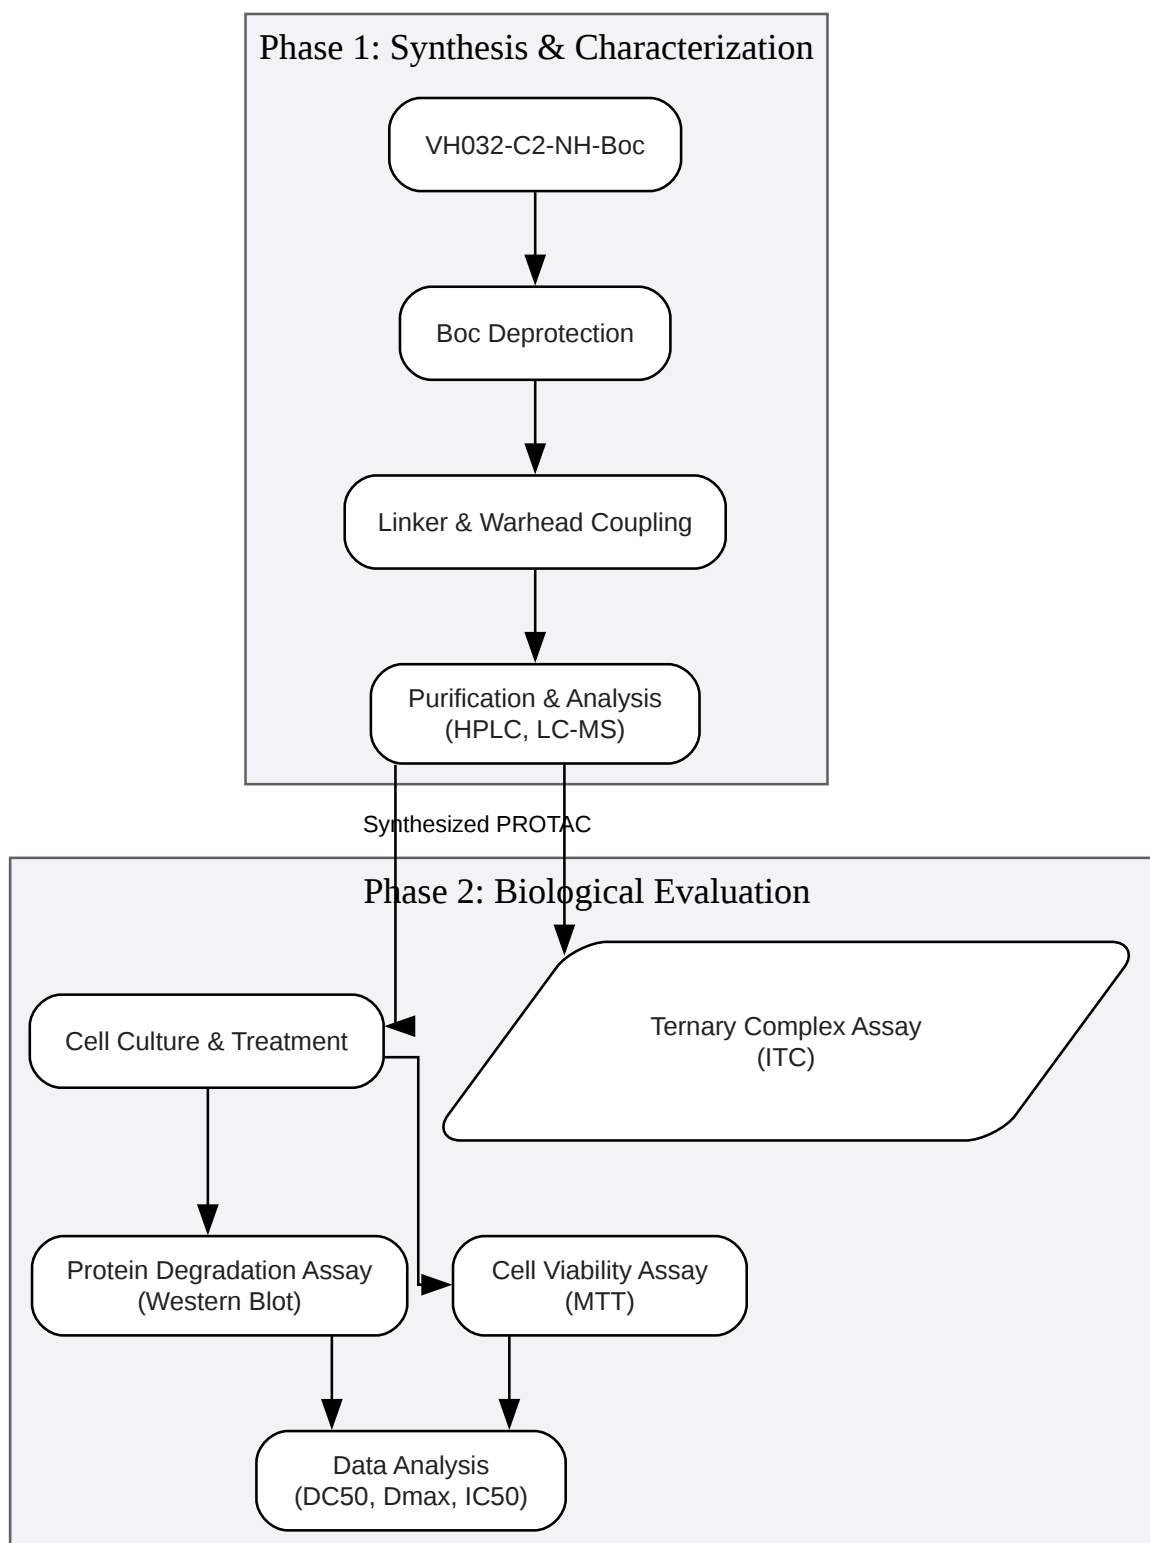 Phase 1: Synthesis & Characterization
VH032-C2-NH-Boc
Boc Deprotection
Linker & Warhead Coupling
Purification & Analysis
(HPLC, LC-MS)
Synthesized PROTAC
Phase 2: Biological Evaluation
Cell Culture & Treatment
Ternary Complex Assay
(ITC)
Protein Degradation Assay
(Western Blot)
Cell Viability Assay
(MTT)
Data Analysis
(DC50, Dmax, IC50)